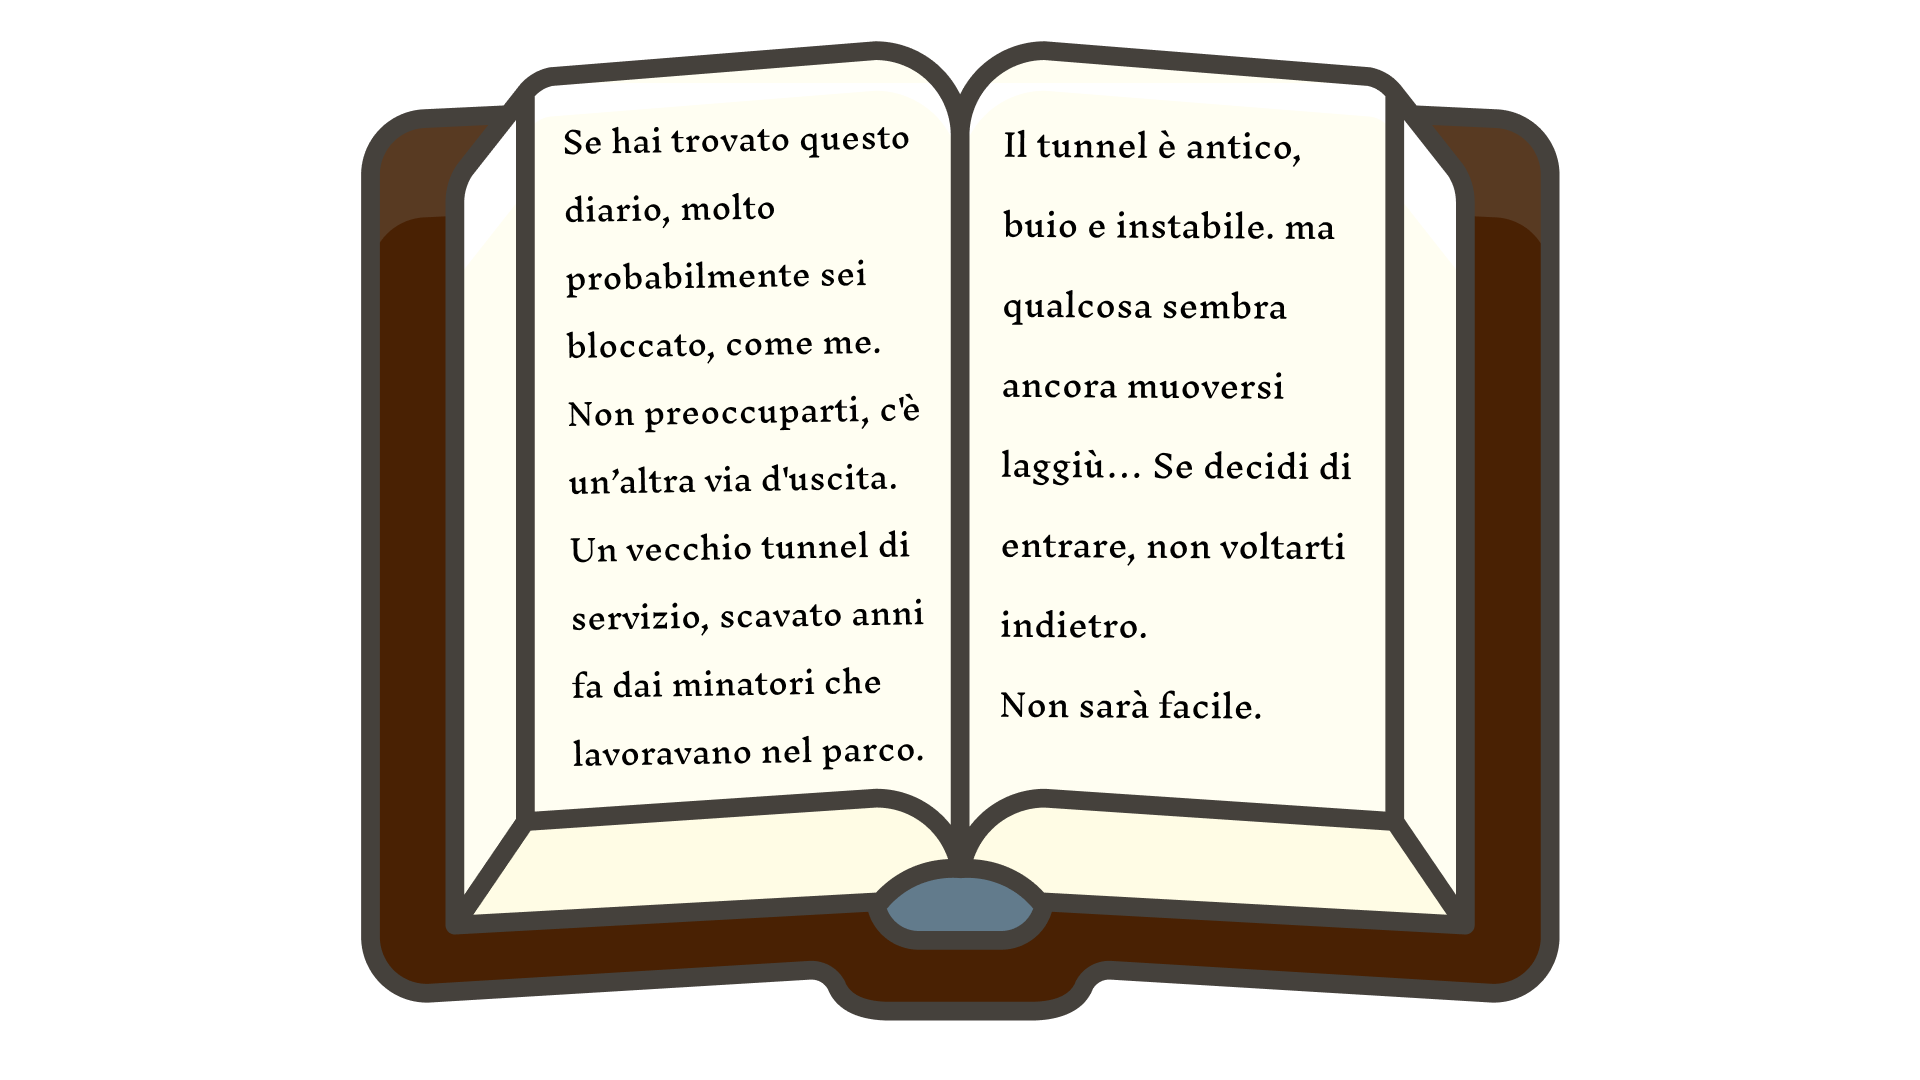 Se hai trovato questo
diario, molto
probabilmente sei
bloccato, come me.
Non preoccuparti, c'è
un’altra via d'uscita.
Un vecchio tunnel di
servizio, scavato anni
fa dai minatori che
lavoravano nel parco.
Il tunnel è antico,
buio e instabile. ma
qualcosa sembra
ancora muoversi
laggiù... Se decidi di
entrare, non voltarti
indietro.
Non sarà facile.